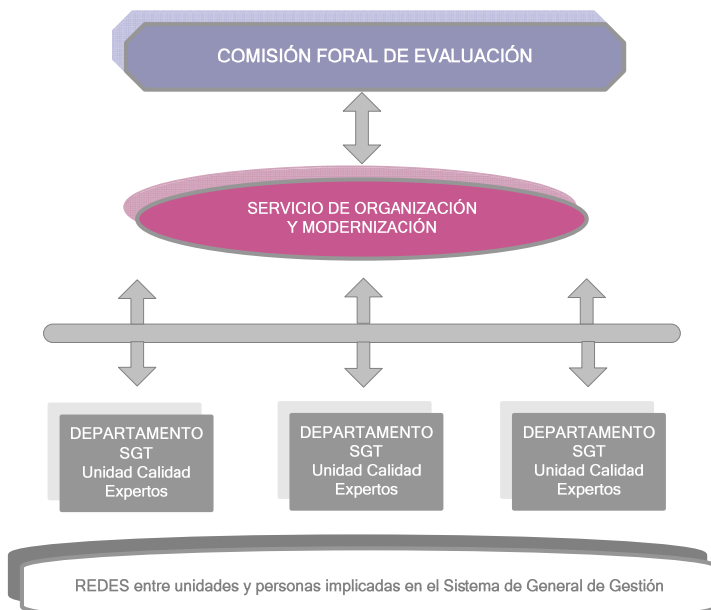 COMISIÓN FORAL DE EVALUACIÓN
SERVICIO DE ORGANIZACIÓN
Y MODERNIZACIÓN
DEPARTAMENTO
SGT
Unidad Calidad
Expertos
DEPARTAMENTO
SGT
Unidad Calidad
Expertos
DEPARTAMENTO
SGT
Unidad Calidad
Expertos
REDES entre unidades y personas implicadas en el Sistema de General de Gestión